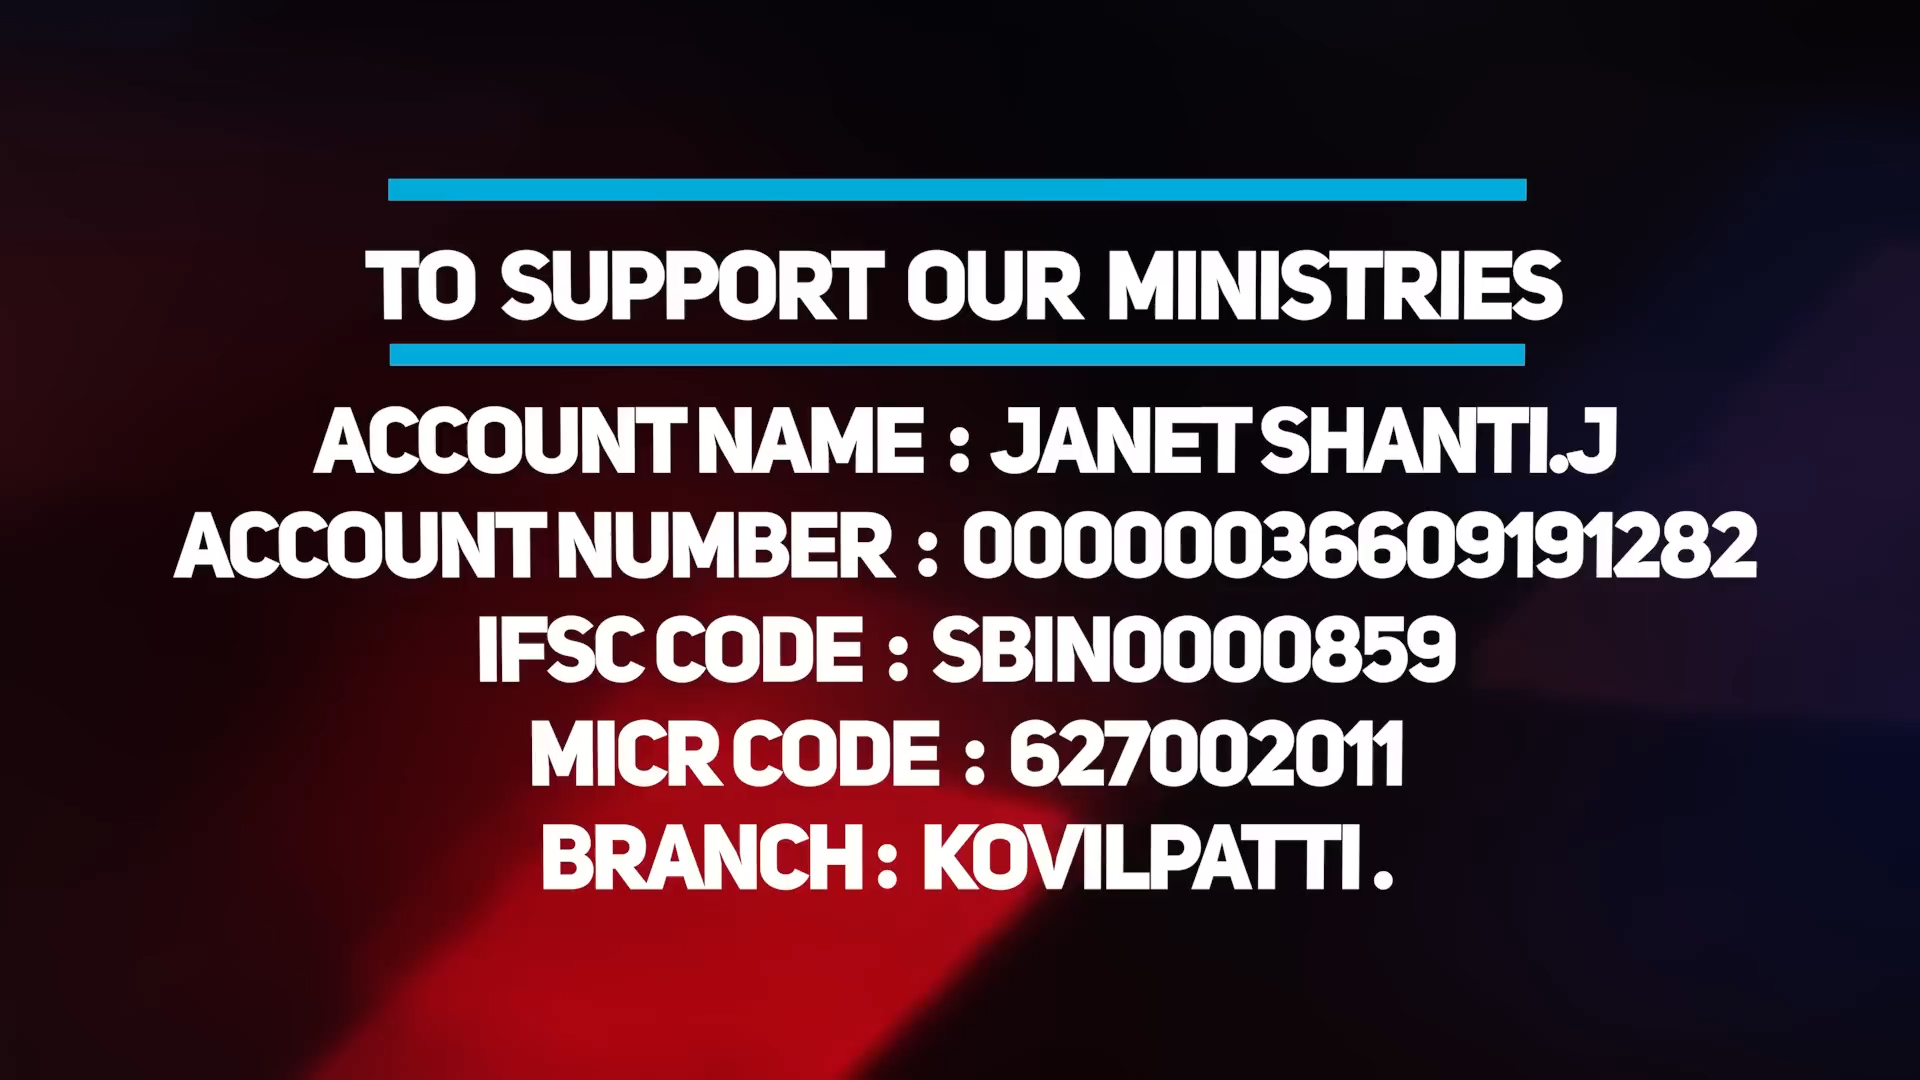 TO SUPPORT OUR MINISTRIES
ACCOUNT NAME : JANET SHANTI.J
ACCOUNT NUMBER : 00000036609191282
IFSC CODE : SBIN0000859
MICR CODE : 627002011
BRANCH : KOVILPATTI .